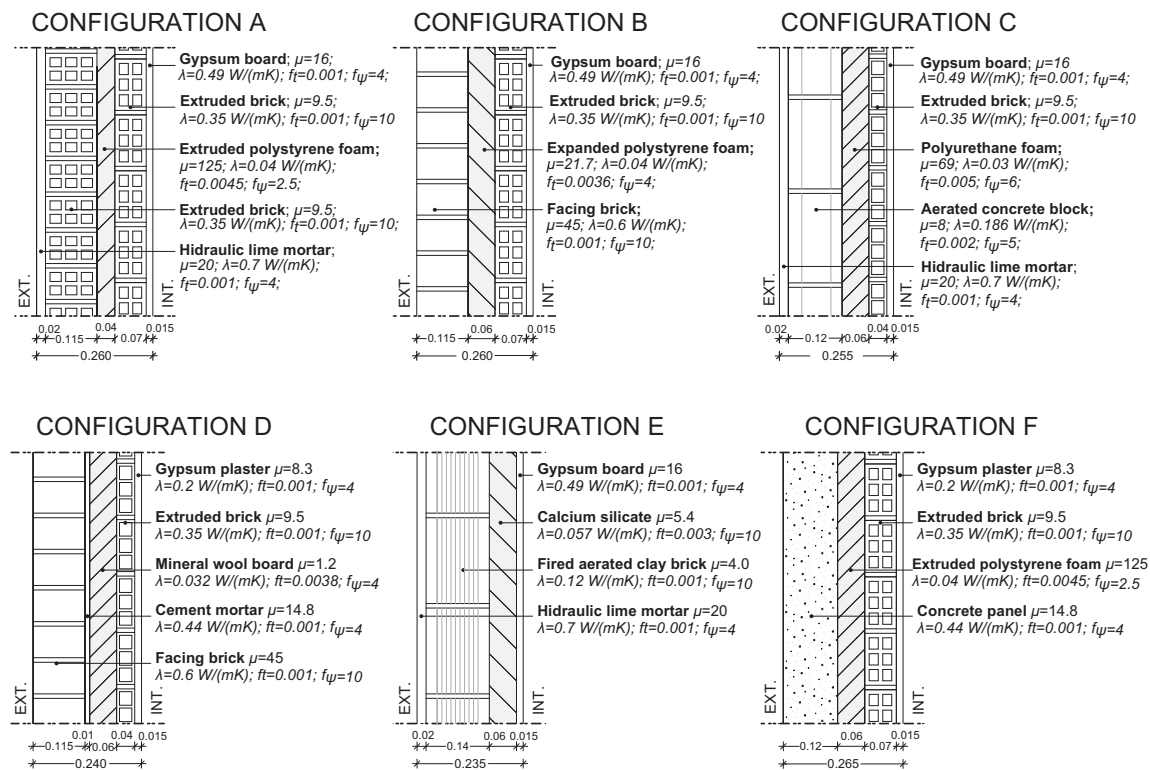 CONFIGURATION A
Gypsum board; μ=16;
λ=0.49 W/(mK); ft=0.001; fψ=4;
Extruded brick; μ=9.5;
λ=0.35 W/(mK); ft=0.001; fψ=10
Extruded polystyrene foam;
μ=125; λ=0.04 W/(mK);
ft=0.0045; fψ=2.5;
Extruded brick; μ=9.5;
λ=0.35 W/(mK); ft=0.001; fψ=10;
Hidraulic lime mortar;
μ=20; λ=0.7 W/(mK);
ft=0.001; fψ=4;
EXT.
INT.
0.02 0.04 0.015
0.115 0.07
0.260
CONFIGURATION B
Gypsum board; μ=16
λ=0.49 W/(mK); ft=0.001; fψ=4;
Extruded brick; μ=9.5;
λ=0.35 W/(mK); ft=0.001; fψ=10
Expanded polystyrene foam;
μ=21.7; λ=0.04 W/(mK);
ft=0.0036; fψ=4;
Facing brick;
μ=45; λ=0.6 W/(mK);
ft=0.001; fψ=10;
EXT.
INT.
0.06 0.015
0.115 0.07
0.260
CONFIGURATION C
Gypsum board; μ=16
λ=0.49 W/(mK); ft=0.001; fψ=4;
Extruded brick; μ=9.5;
λ=0.35 W/(mK); ft=0.001; fψ=10
Polyurethane foam;
μ=69; λ=0.03 W/(mK);
ft=0.005; fψ=6;
Aerated concrete block;
μ=8; λ=0.186 W/(mK);
ft=0.002; fψ=5;
Hidraulic lime mortar;
μ=20; λ=0.7 W/(mK);
ft=0.001; fψ=4;
EXT.
INT.
0.02 0.04 0.015
0.12 0.06
0.255
CONFIGURATION D
Gypsum plaster μ=8.3
λ=0.2 W/(mK); ft=0.001; fψ=4
Extruded brick μ=9.5
λ=0.35 W/(mK); ft=0.001; fψ=10
Mineral wool board μ=1.2
λ=0.032 W/(mK); ft=0.0038; fψ=4
Cement mortar μ=14.8
λ=0.44 W/(mK); ft=0.001; fψ=4
Facing brick μ=45
λ=0.6 W/(mK); ft=0.001; fψ=10
EXT.
INT.
0.01 0.04 0.015
0.115 0.06
0.240
CONFIGURATION E
Gypsum board μ=16
λ=0.49 W/(mK); ft=0.001; fψ=4
Calcium silicate μ=5.4
λ=0.057 W/(mK); ft=0.003; fψ=10
Fired aerated clay brick μ=4.0
λ=0.12 W/(mK); ft=0.001; fψ=10
Hidraulic lime mortar μ=20
λ=0.7 W/(mK); ft=0.001; fψ=4
EXT.
INT.
0.02 0.06 0.015
0.14
0.235
CONFIGURATION F
Gypsum plaster μ=8.3
λ=0.2 W/(mK); ft=0.001; fψ=4
Extruded brick μ=9.5
λ=0.35 W/(mK); ft=0.001; fψ=10
Extruded polystyrene foam μ=125
λ=0.04 W/(mK); ft=0.0045; fψ=2.5
Concrete panel μ=14.8
λ=0.44 W/(mK); ft=0.001; fψ=4
EXT.
INT.
0.06 0.015
0.12 0.07
0.265